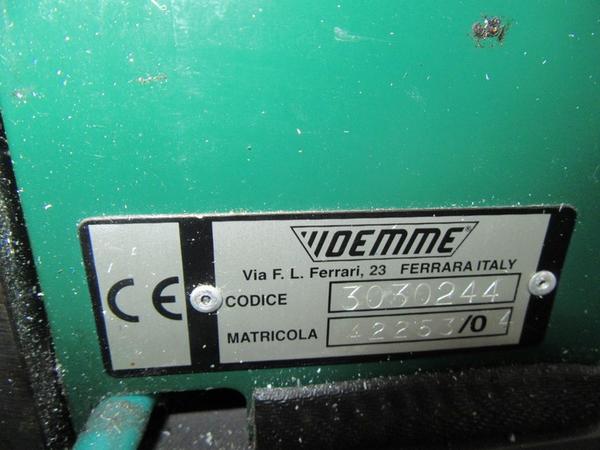 CE
VOEMME®
Via F. L. Ferrari, 23 FERRARA ITALY
CODICE 3030244
MATRICOLA 42253/04